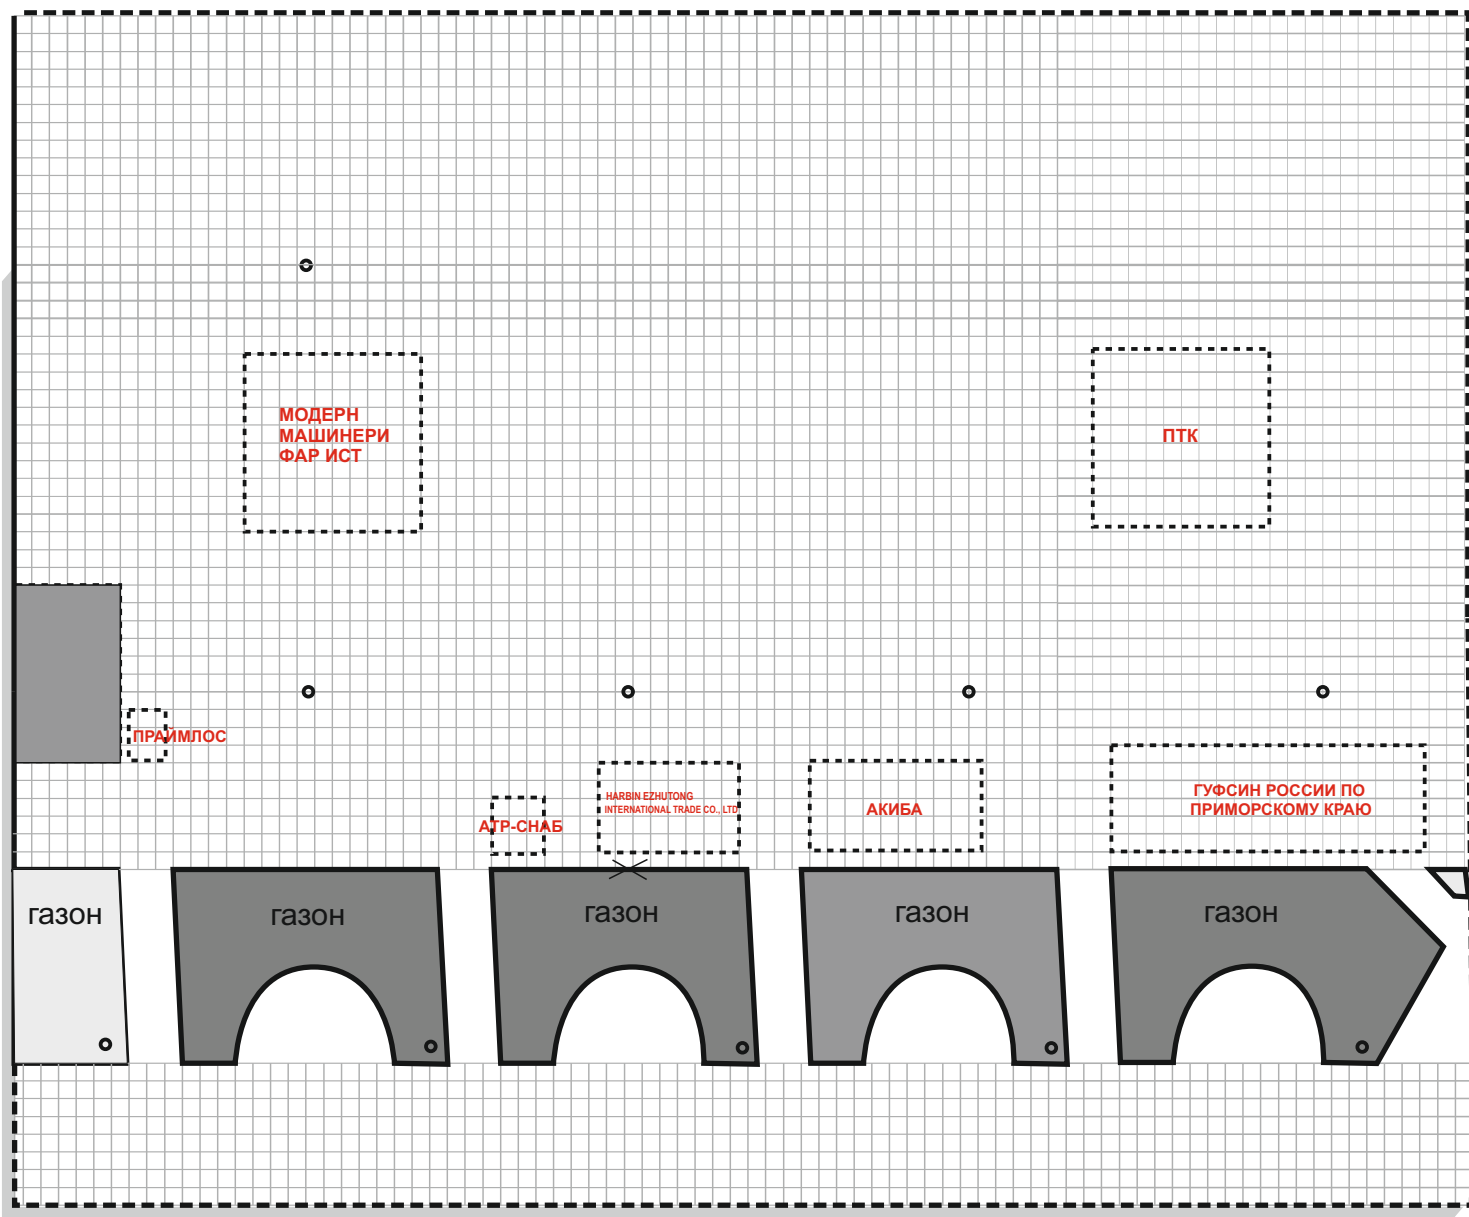 МОДЕРН
МАШИНЕРИ
ФАР ИСТ
ПТК
ПРАЙМЛОС
АТР-СНАБ
HARBIN EZHUTONG
INTERNATIONAL TRADE CO., LTD
АКИБА
ГУФСИН РОССИИ ПО
ПРИМОРСКОМУ КРАЮ
газон
газон
газон
газон
газон